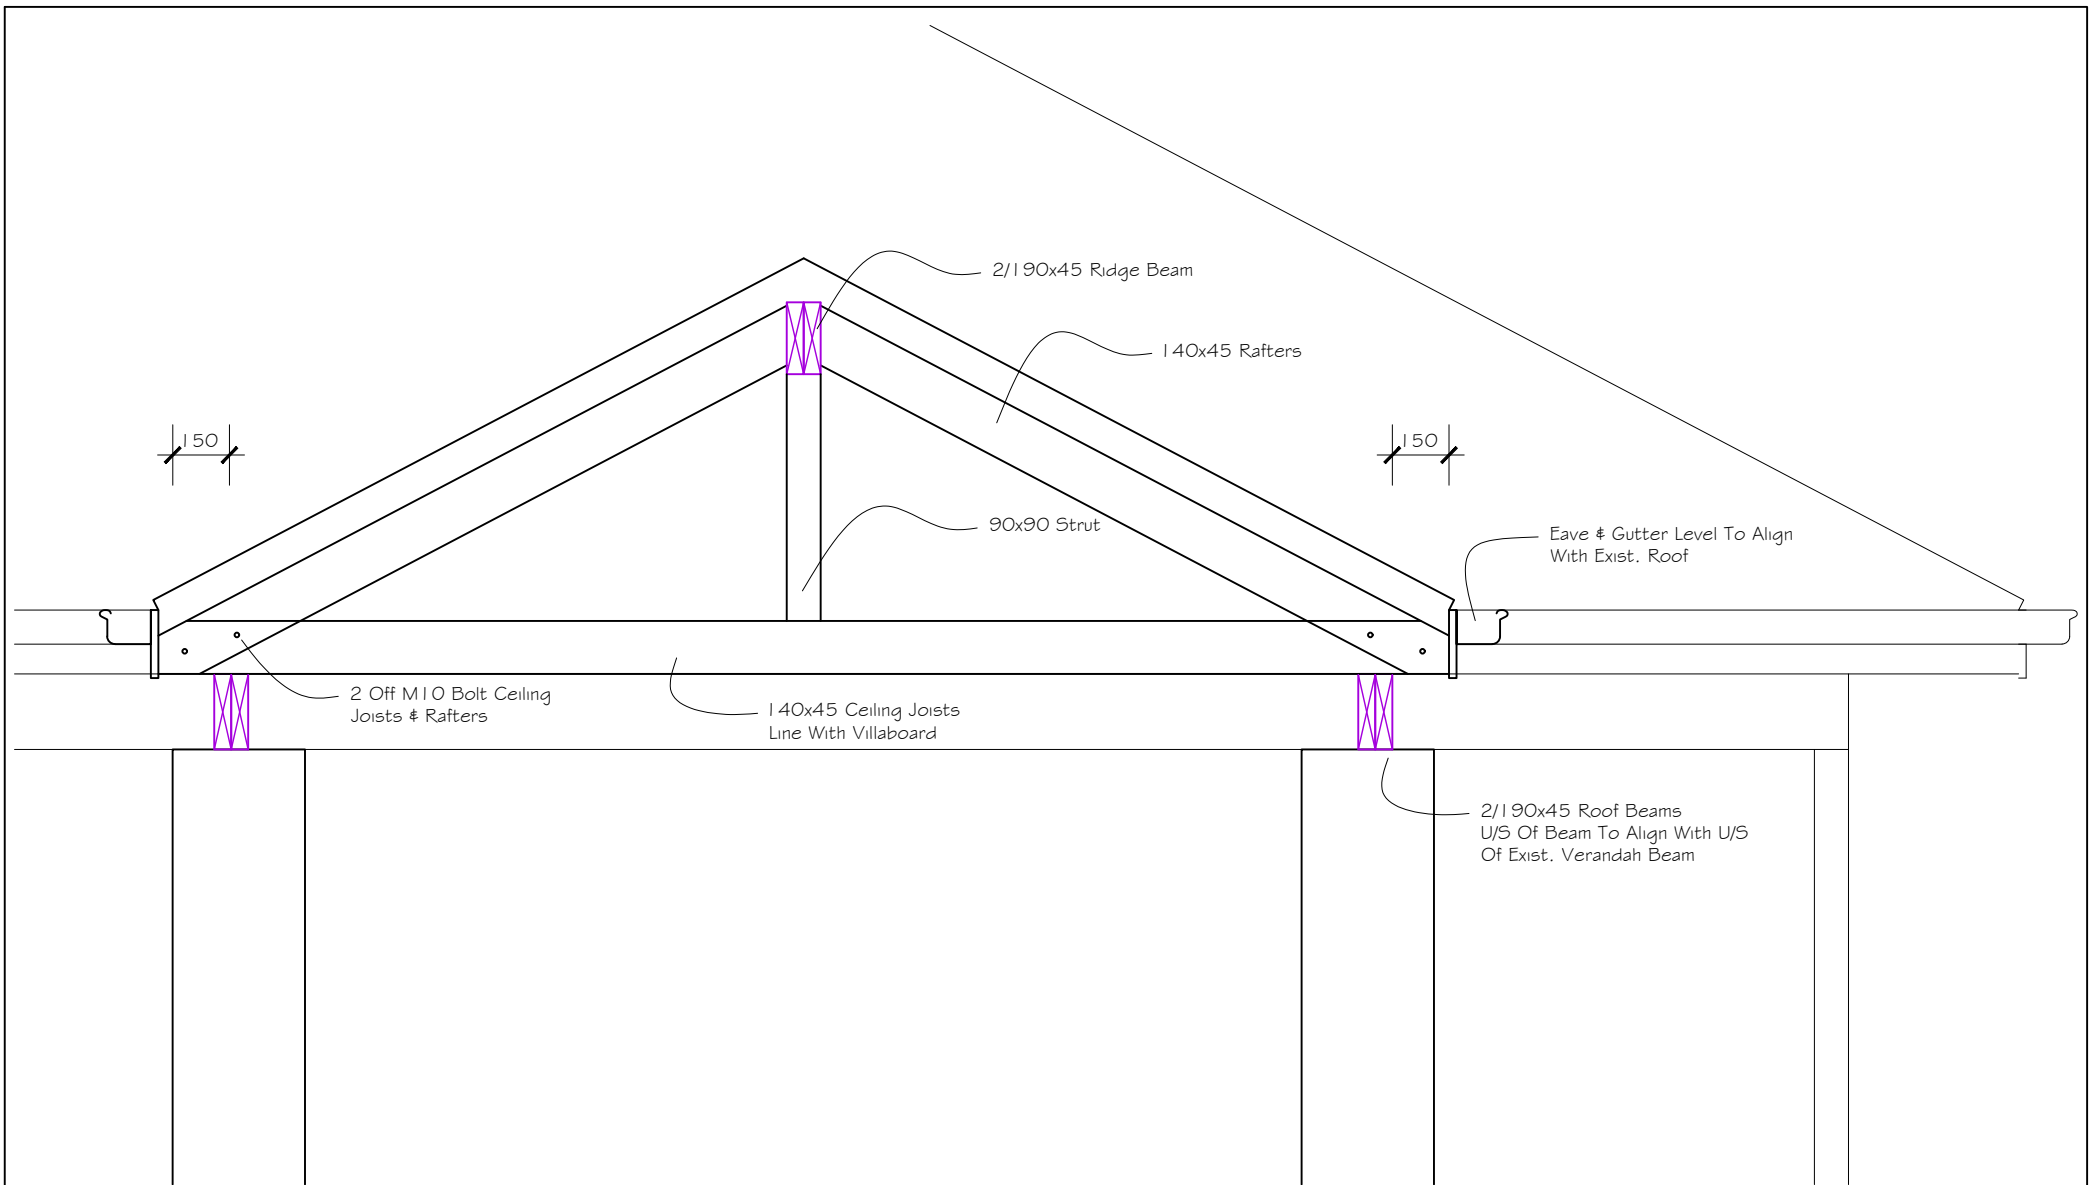 2/190x45 Ridge Beam
140x45 Rafters
150
150
90x90 Strut
Eave & Gutter Level To Align
With Exist. Roof
2 Off M10 Bolt Ceiling
Joists & Rafters
140x45 Ceiling Joists
Line With Villaboard
2/190x45 Roof Beams
U/S Of Beam To Align With U/S
Of Exist. Verandah Beam